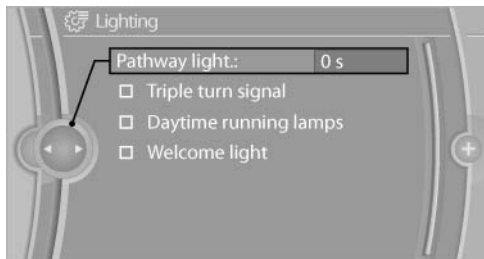 Lighting
Pathway light.: 0 s
Triple turn signal
Daytime running lamps
Welcome light